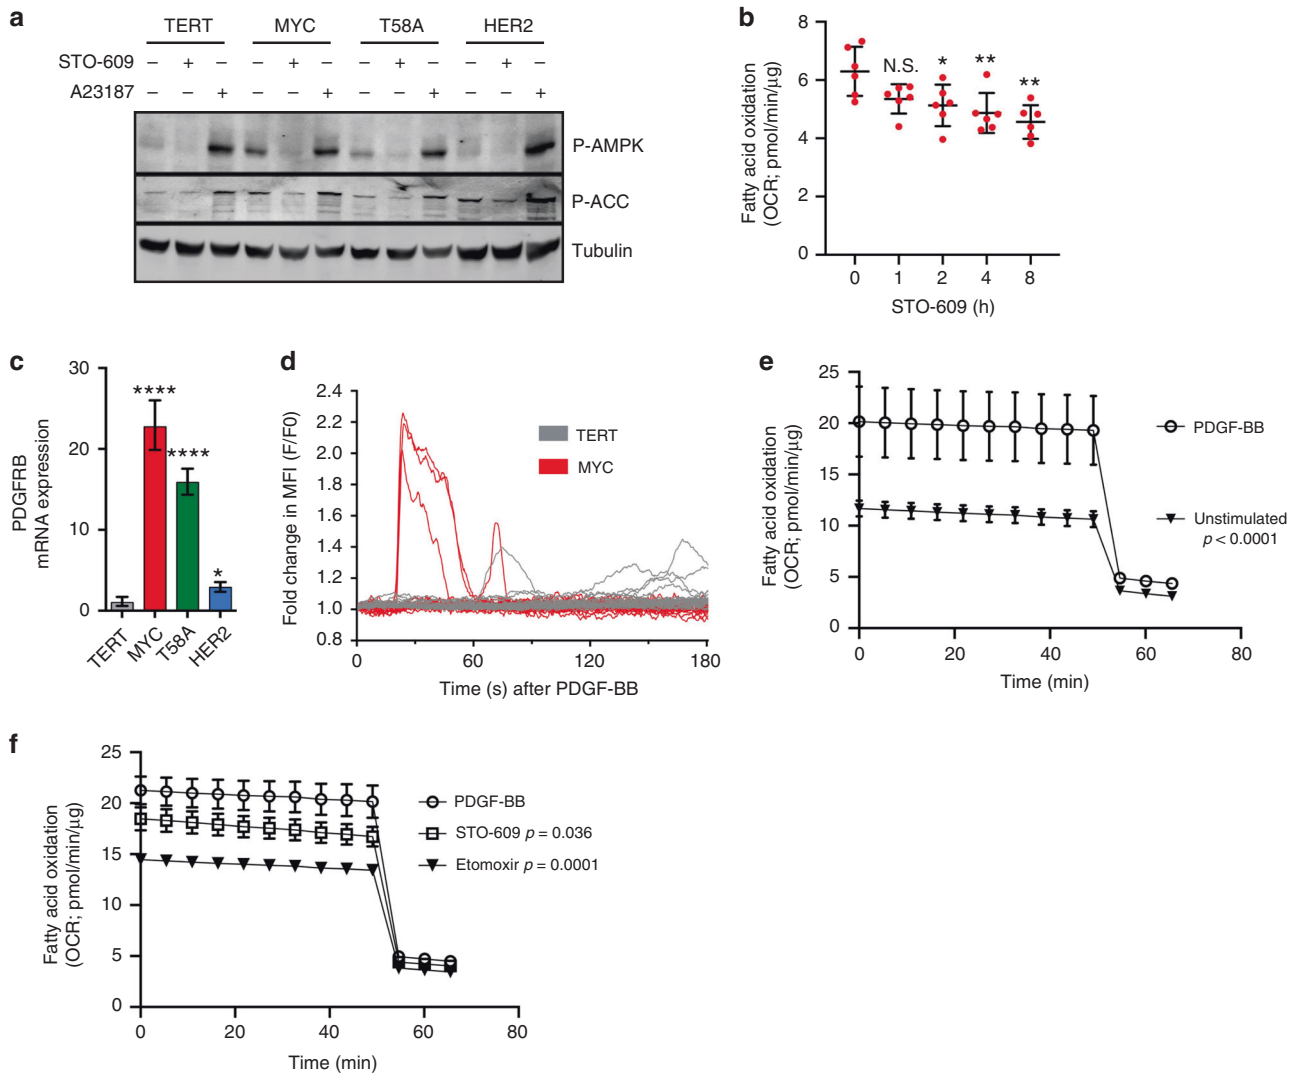 a
TERT MYC T58A HER2
STO-609 – + – – + – – + – – + –
A23187 – – + – – + – – + – – +
P-AMPK
P-ACC
Tubulin
b
Fatty acid oxidation
(OCR; pmol/min/µg)
8
6
4
2
0
N.S. * ** **
0 1 2 4 8
STO-609 (h)
c
PDGFRB
mRNA expression
30
20
10
0
**** **** *
TERT MYC T58A HER2
d
Fold change in MFI (F/F0)
2.4
2.2
2.0
1.8
1.6
1.4
1.2
1.0
0.8
TERT
MYC
0 60 120 180
Time (s) after PDGF-BB
e
Fatty acid oxidation
(OCR; pmol/min/µg)
25
20
15
10
5
0
PDGF-BB
Unstimulated
p < 0.0001
0 20 40 60 80
Time (min)
f
Fatty acid oxidation
(OCR; pmol/min/µg)
25
20
15
10
5
0
PDGF-BB
STO-609 p = 0.036
Etomoxir p = 0.0001
0 20 40 60 80
Time (min)